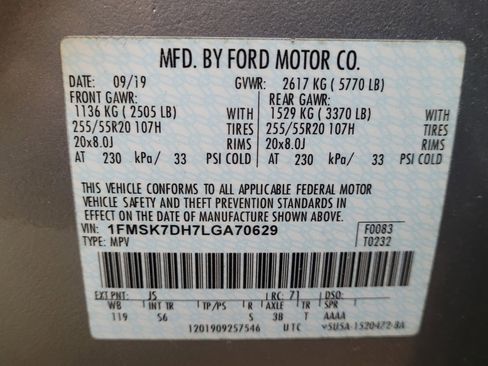 MFD. BY FORD MOTOR CO.
DATE: 09/19 GVWR: 2617 KG ( 5770 LB)
FRONT GAWR: REAR GAWR:
1136 KG ( 2505 LB) WITH 1529 KG ( 3370 LB) WITH
255/55R20 107H TIRES 255/55R20 107H TIRES
20x8.0J RIMS 20x8.0J RIMS
AT 230 kPa/ 33 PSI COLD AT 230 kPa/ 33 PSI COLD
THIS VEHICLE CONFORMS TO ALL APPLICABLE FEDERAL MOTOR
VEHICLE SAFETY AND THEFT PREVENTION STANDARDS IN
EFFECT ON THE DATE OF MANUFACTURE SHOWN ABOVE.
VIN: 1FMSK7DH7LGA70629 F0083
TYPE: MPV T0232
EXT PNT: JS RC: 71 DSO:
WB INT TR TP/PS R AXLE TR SPR
119 S6 S 3B T AAAA
1201909257546 UTC V5U5A-1520472-BA